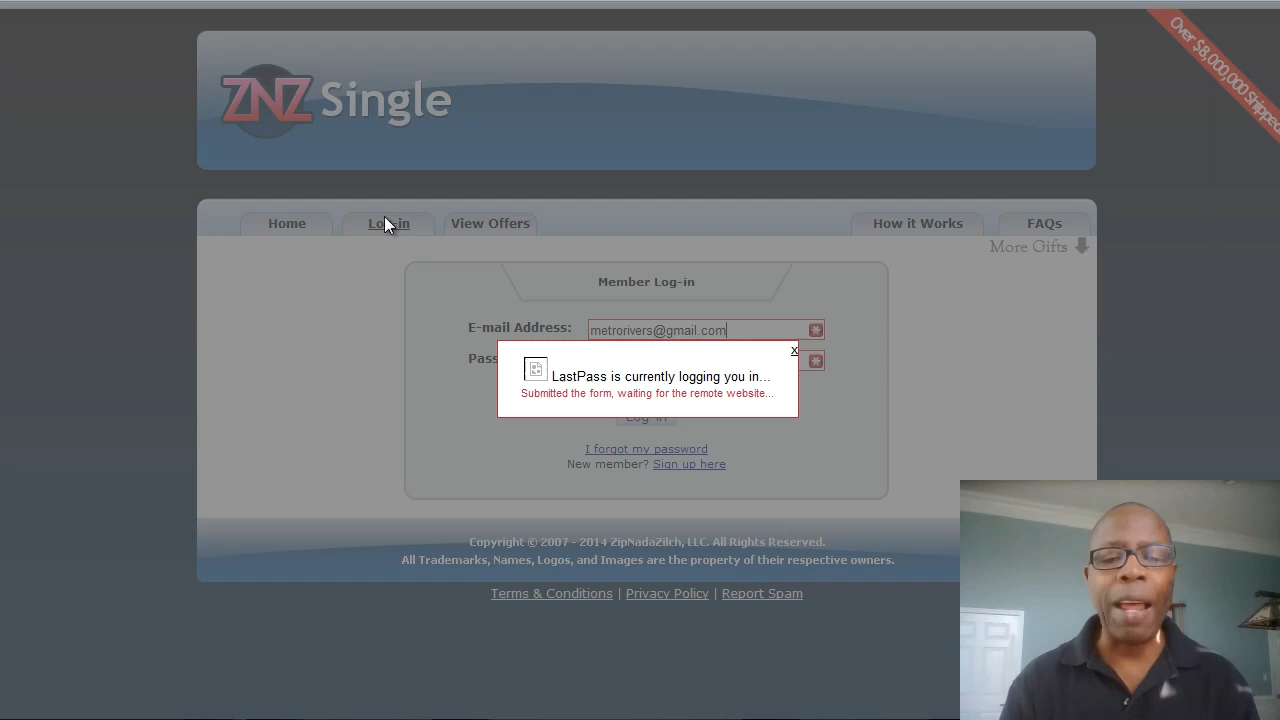 Over $8,000,000 Shipped
ZNZ Single
Home
Log-in
View Offers
How it Works
FAQs
More Gifts
Member Log-in
E-mail Address:
metrorivers@gmail.com
Pass
x
LastPass is currently logging you in...
Submitted the form, waiting for the remote website...
Log-in
I forgot my password
New member? Sign up here
Copyright © 2007 - 2014 ZipNadaZilch, LLC. All Rights Reserved.
All Trademarks, Names, Logos, and Images are the property of their respective owners.
Terms & Conditions | Privacy Policy | Report Spam